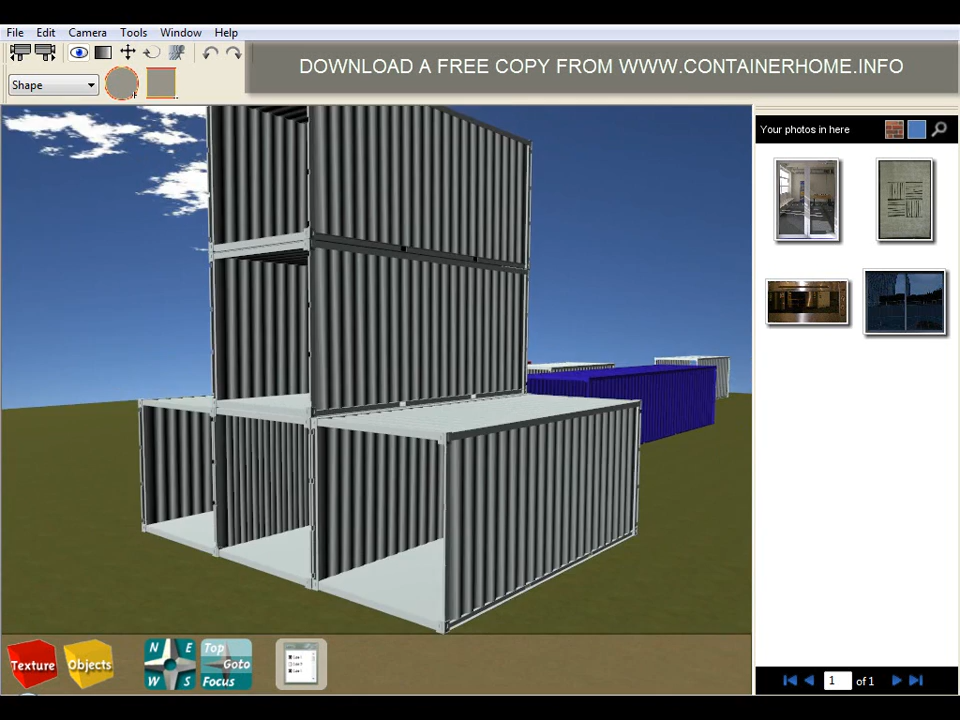 File Edit Camera Tools Window Help
DOWNLOAD A FREE COPY FROM WWW.CONTAINERHOME.INFO
Shape
Your photos in here
Texture
Objects
N E
W S
Top
Goto
Focus
1 of 1